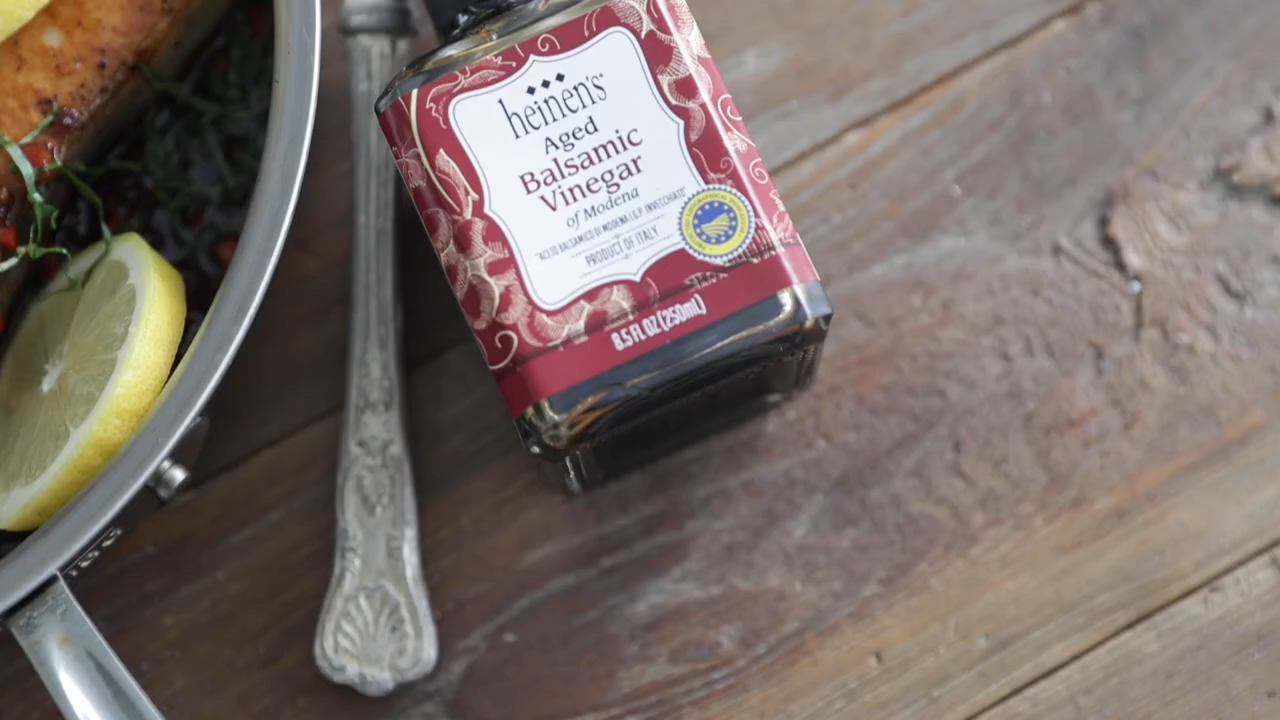 heinen's®
Aged
Balsamic
Vinegar
of Modena
"ACETO BALSAMICO DI MODENA I.G.P. INVECCHIATO"
PRODUCT OF ITALY
8.5 FL OZ (250mL)